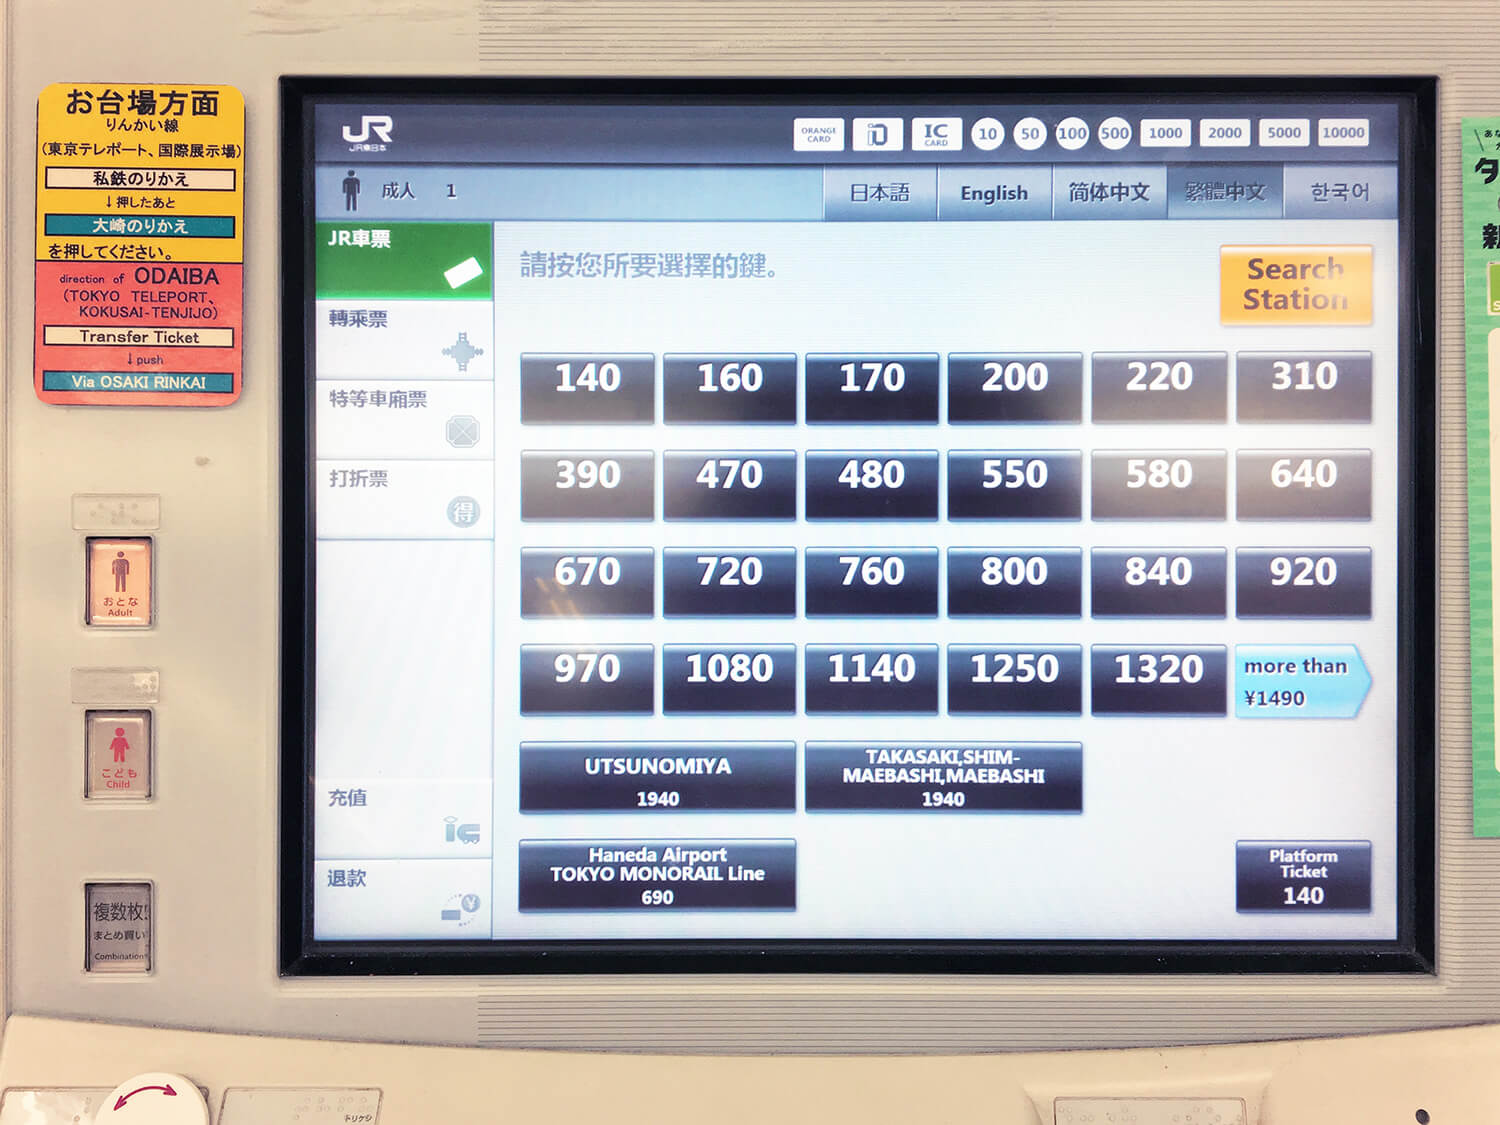 お台場方面
りんかい線
(東京テレポート、国際展示場)
私鉄のりかえ
↓押したあと
大崎のりかえ
を押してください。
direction of ODAIBA
(TOKYO TELEPORT、
KOKUSAI-TENJIJO)
Transfer Ticket
↓push
Via OSAKI RINKAI
おとな
Adult
こども
Child
複数枚!
まとめ買い
Combination
JR
JR東日本
ORANGE CARD
iD
IC CARD
10
50
100
500
1000
2000
5000
10000
成人 1
日本語
English
简体中文
繁體中文
한국어
JR車票
轉乘票
特等車廂票
打折票
得
充值
退款
請按您所要選擇的鍵。
Search
Station
140 160 170 200 220 310
390 470 480 550 580 640
670 720 760 800 840 920
970 1080 1140 1250 1320
more than
¥1490
UTSUNOMIYA
1940
TAKASAKI,SHIM-
MAEBASHI,MAEBASHI
1940
Haneda Airport
TOKYO MONORAIL Line
690
Platform
Ticket
140
トリケシ